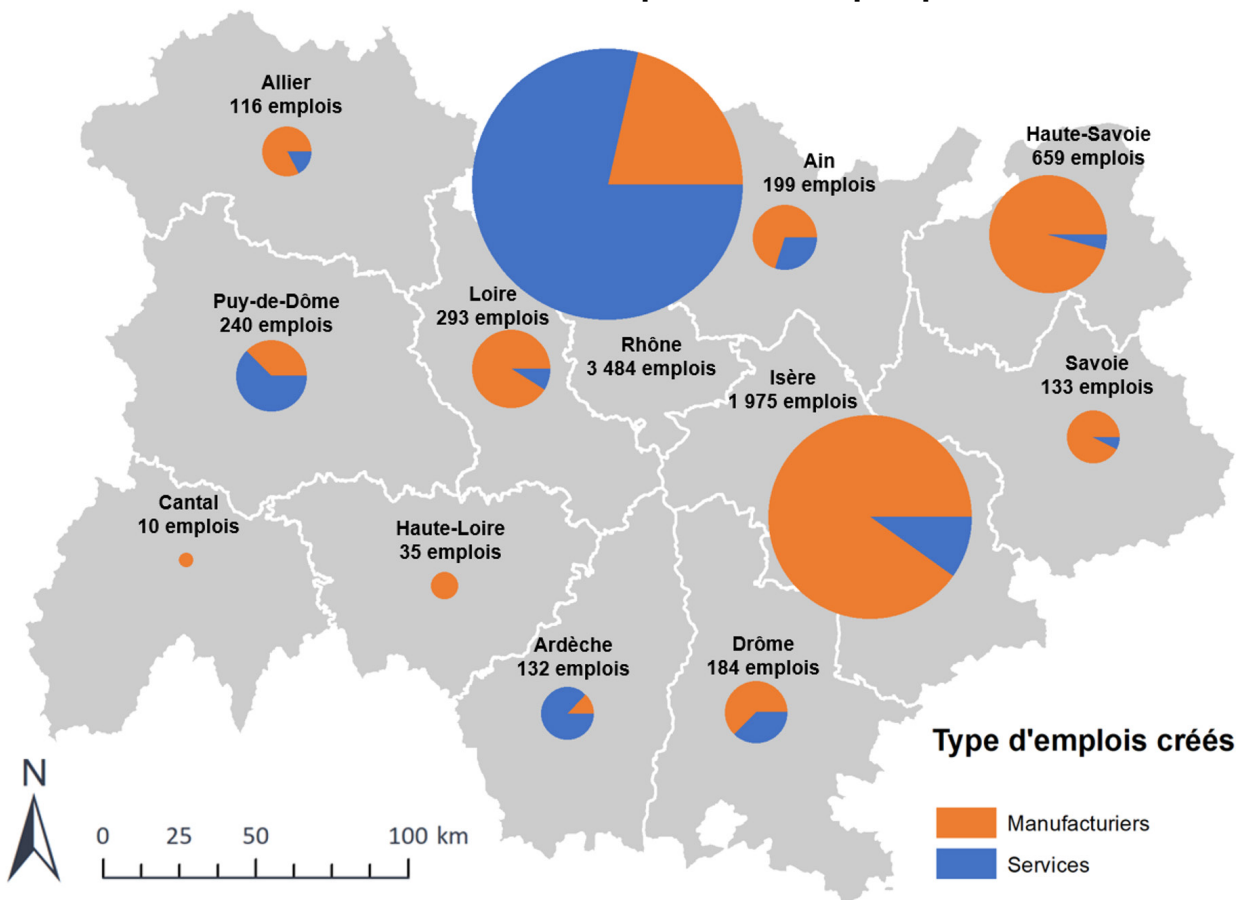 Allier
116 emplois
Haute-Savoie
659 emplois
Ain
199 emplois
Puy-de-Dôme
240 emplois
Loire
293 emplois
Rhône
3 484 emplois
Isère
1 975 emplois
Savoie
133 emplois
Cantal
10 emplois
Haute-Loire
35 emplois
Ardèche
132 emplois
Drôme
184 emplois
Type d'emplois créés
Manufacturiers
Services
N
0 25 50 100 km